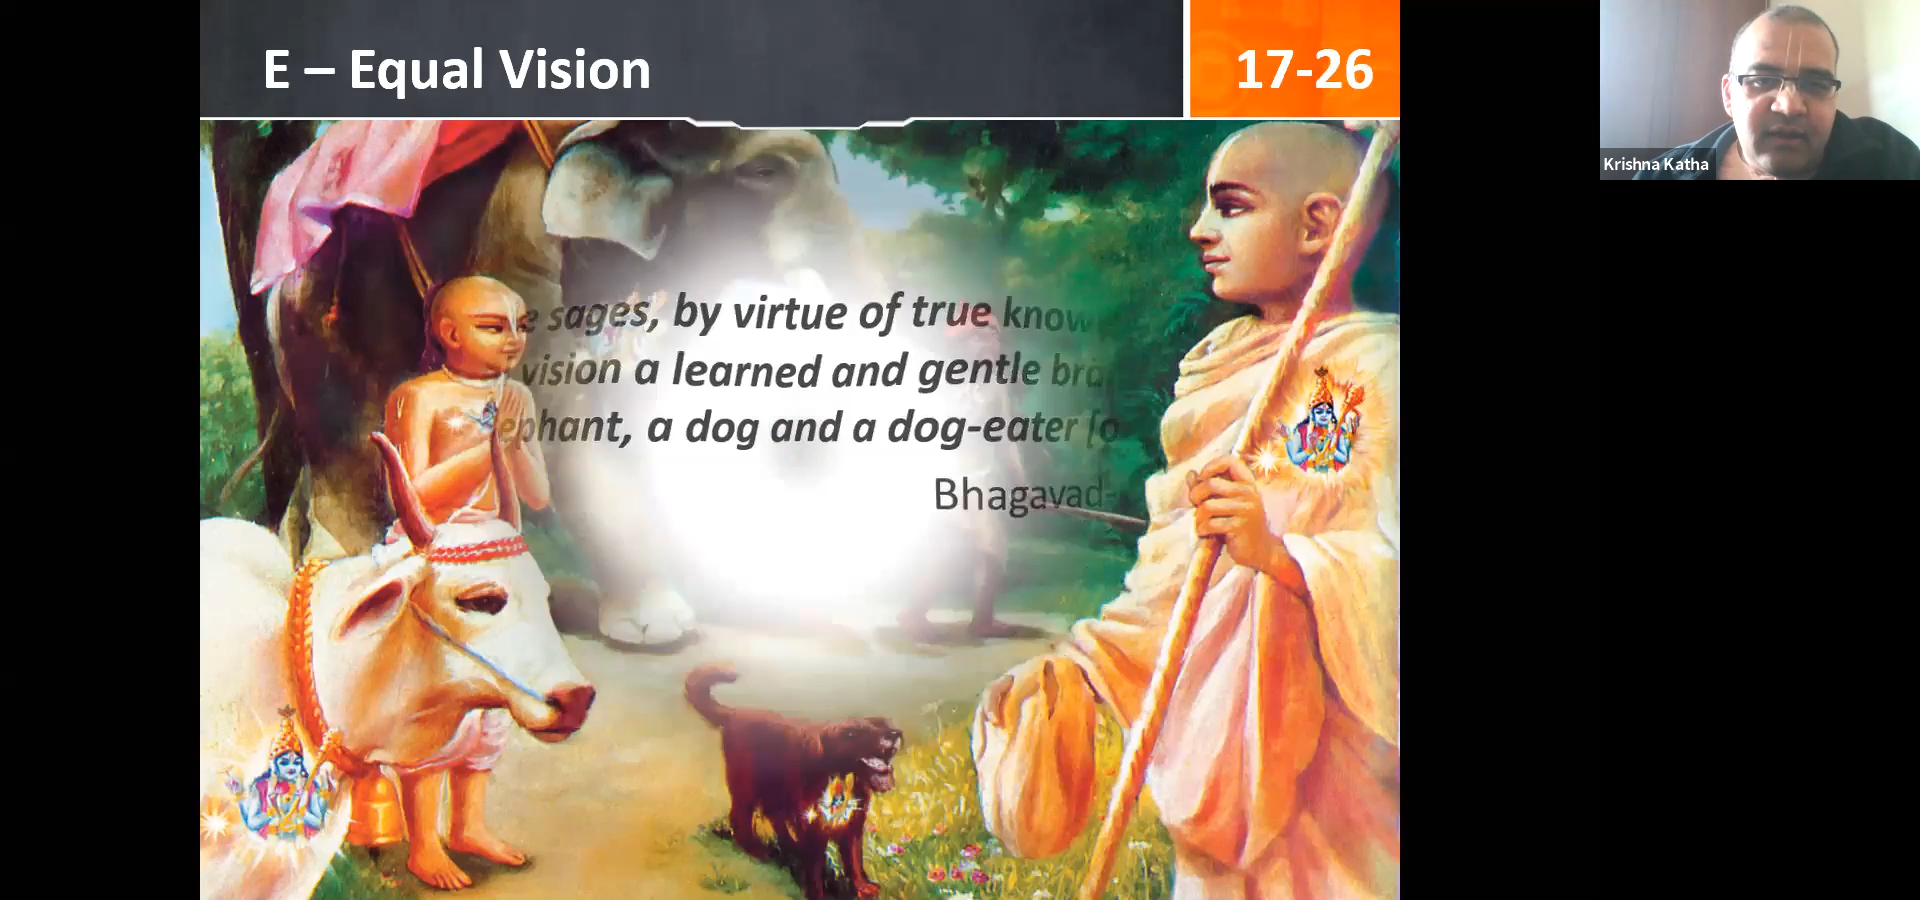 E – Equal Vision
17-26
e sages, by virtue of true know
vision a learned and gentle bra
ephant, a dog and a dog-eater [o
Bhagavad-
Krishna Katha